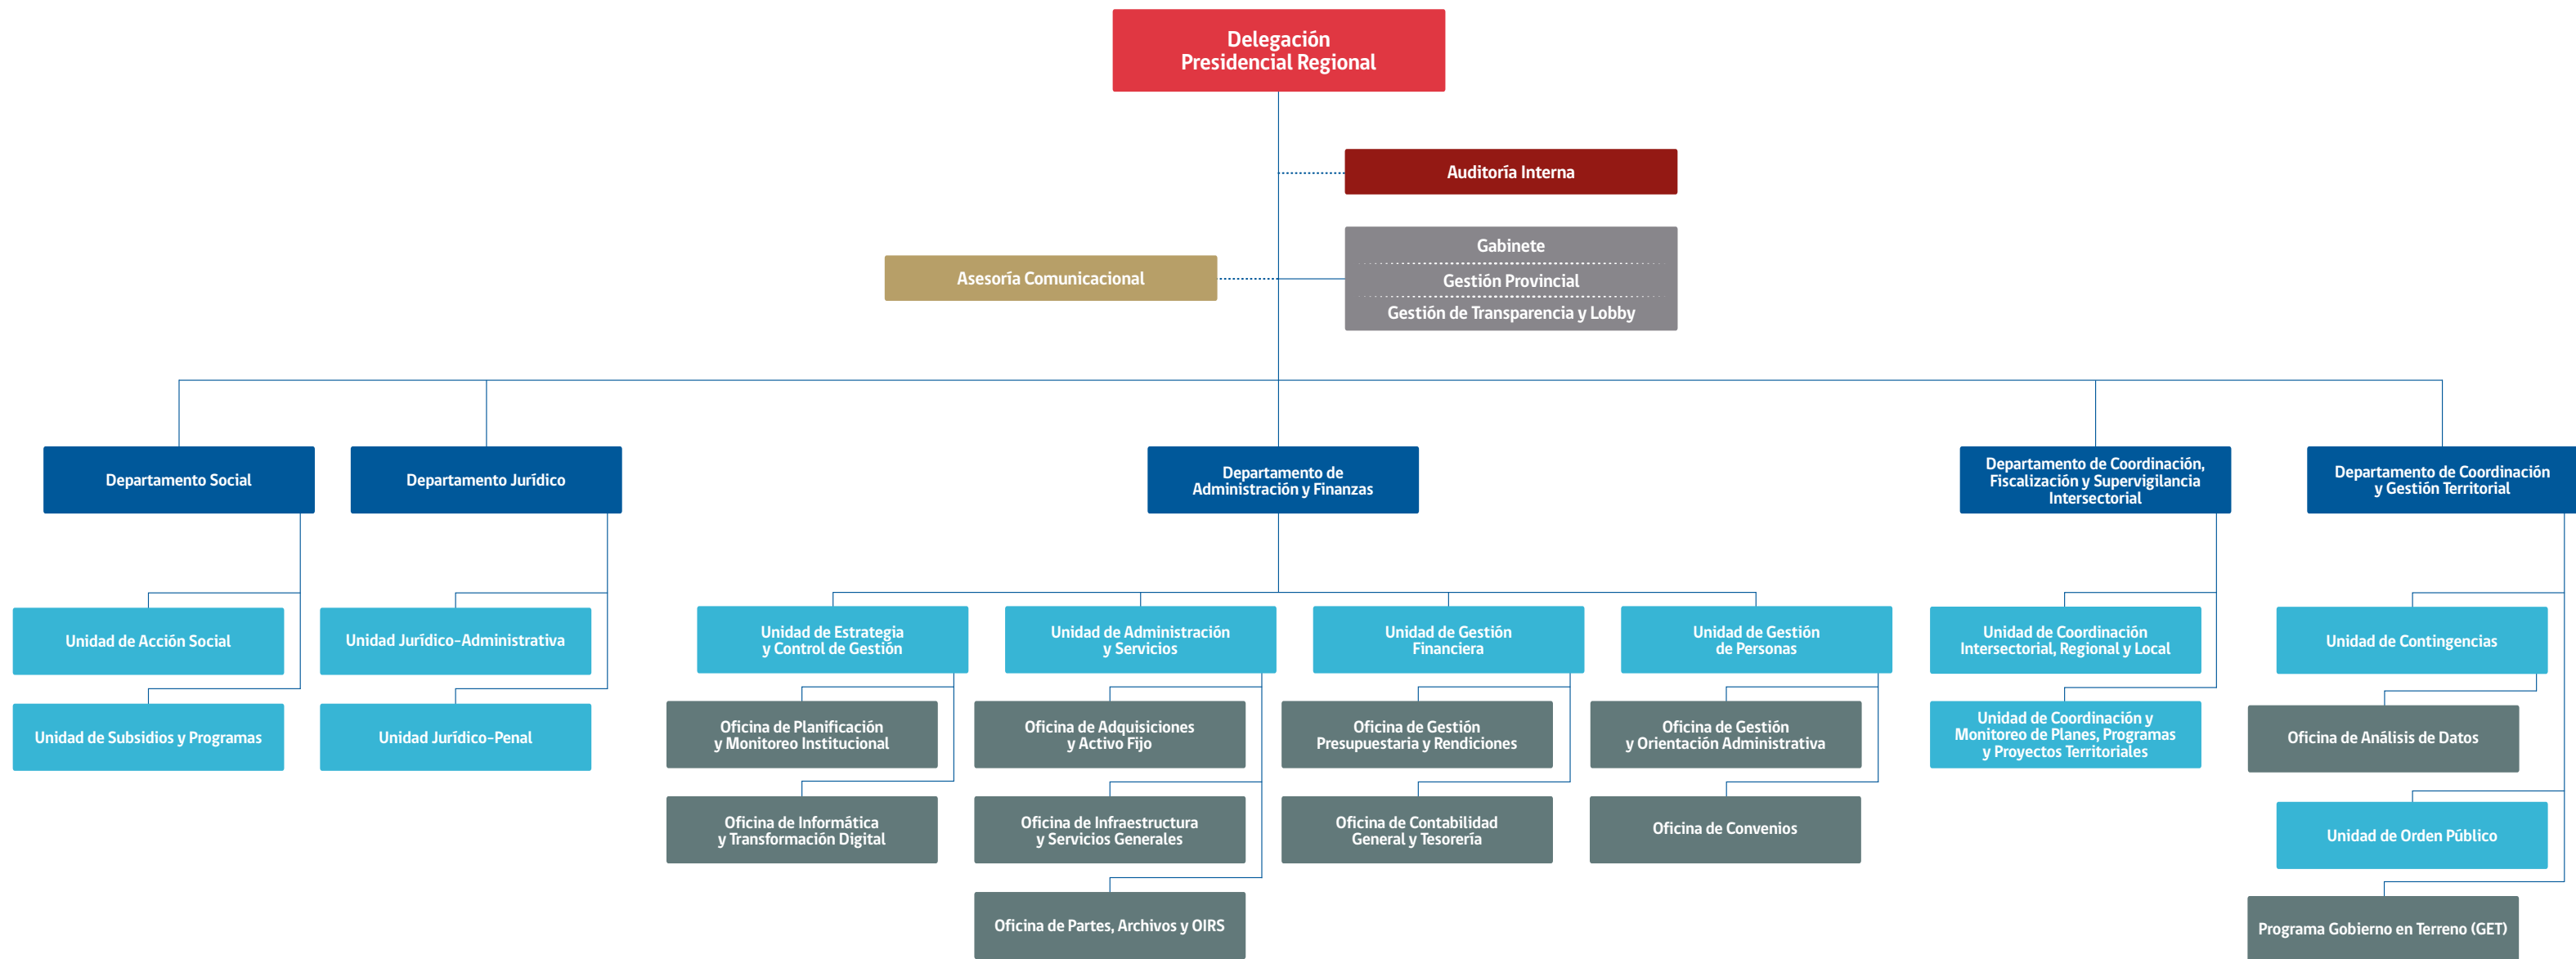 Delegación
Presidencial Regional
Auditoría Interna
Gabinete
Gestión Provincial
Gestión de Transparencia y Lobby
Asesoría Comunicacional
Departamento Social
Departamento Jurídico
Departamento de
Administración y Finanzas
Departamento de Coordinación,
Fiscalización y Supervigilancia
Intersectorial
Departamento de Coordinación
y Gestión Territorial
Unidad de Acción Social
Unidad de Subsidios y Programas
Unidad Jurídico-Administrativa
Unidad Jurídico-Penal
Unidad de Estrategia
y Control de Gestión
Oficina de Planificación
y Monitoreo Institucional
Oficina de Informática
y Transformación Digital
Unidad de Administración
y Servicios
Oficina de Adquisiciones
y Activo Fijo
Oficina de Infraestructura
y Servicios Generales
Oficina de Partes, Archivos y OIRS
Unidad de Gestión
Financiera
Oficina de Gestión
Presupuestaria y Rendiciones
Oficina de Contabilidad
General y Tesorería
Unidad de Gestión
de Personas
Oficina de Gestión
y Orientación Administrativa
Oficina de Convenios
Unidad de Coordinación
Intersectorial, Regional y Local
Unidad de Coordinación y
Monitoreo de Planes, Programas
y Proyectos Territoriales
Unidad de Contingencias
Oficina de Análisis de Datos
Unidad de Orden Público
Programa Gobierno en Terreno (GET)